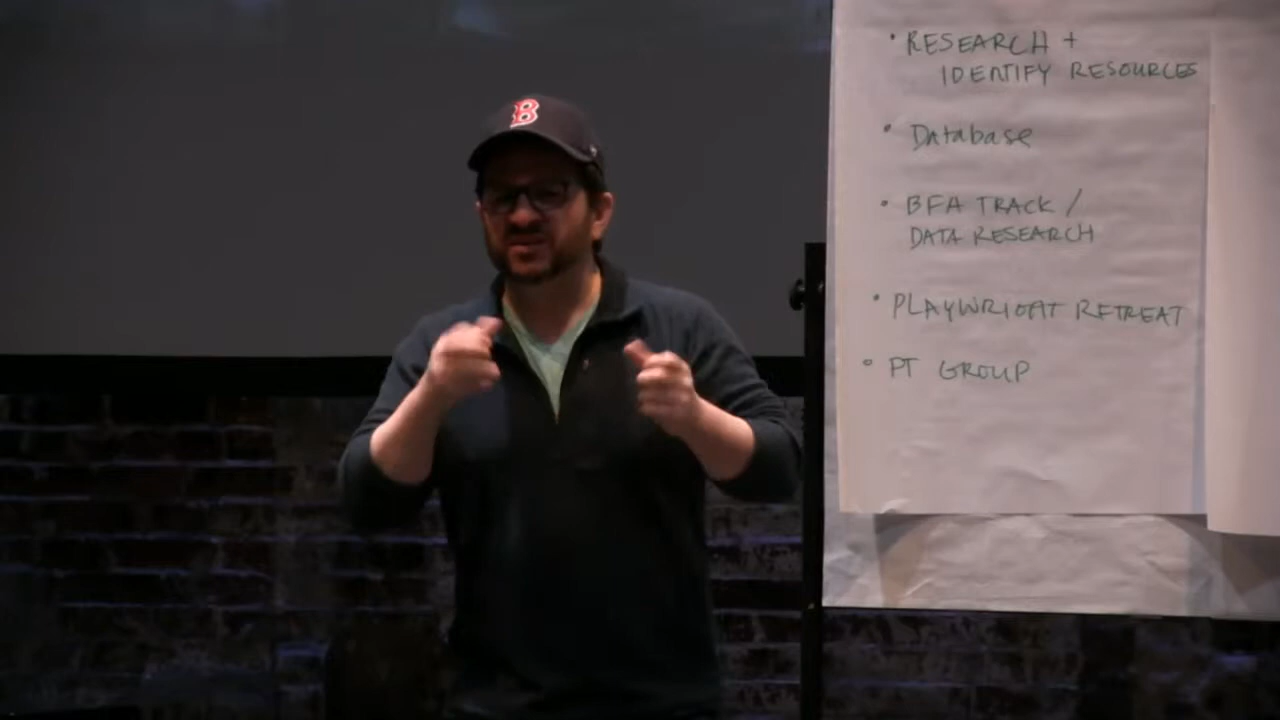 B
• RESEARCH +
IDENTIFY RESOURCES
• Database
• BFA TRACK /
DATA RESEARCH
• PLAYWRIGHT RETREAT
• PT GROUP